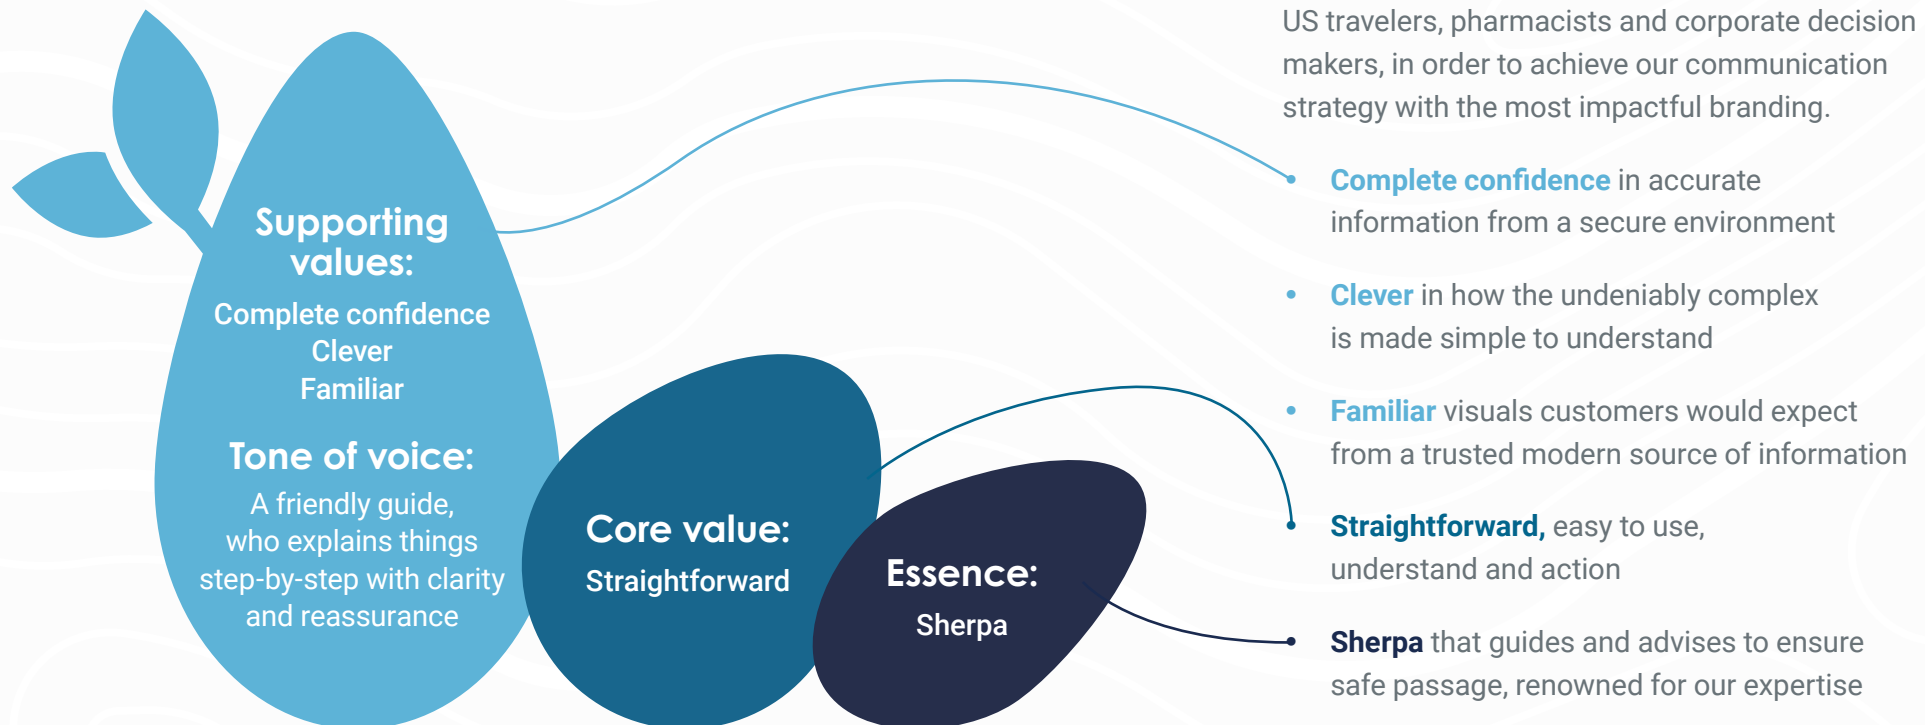 Supporting
values:
Complete confidence
Clever
Familiar
Tone of voice:
A friendly guide,
who explains things
step-by-step with clarity
and reassurance
Core value:
Straightforward
Essence:
Sherpa
US travelers, pharmacists and corporate decision
makers, in order to achieve our communication
strategy with the most impactful branding.
• Complete confidence in accurate
information from a secure environment
• Clever in how the undeniably complex
is made simple to understand
• Familiar visuals customers would expect
from a trusted modern source of information
• Straightforward, easy to use,
understand and action
• Sherpa that guides and advises to ensure
safe passage, renowned for our expertise